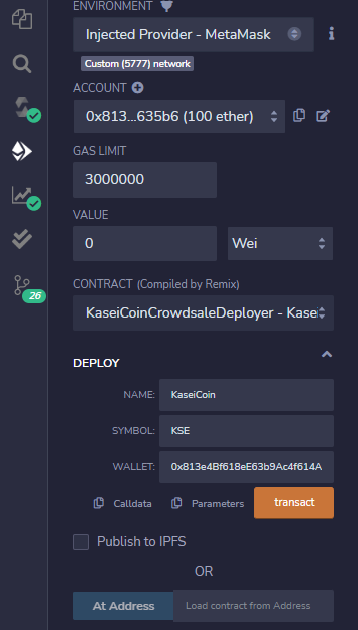 ENVIRONMENT
Injected Provider - MetaMask
Custom (5777) network
ACCOUNT
0x813...635b6 (100 ether)
GAS LIMIT
3000000
VALUE
0 Wei
CONTRACT (Compiled by Remix)
KaseiCoinCrowdsaleDeployer - Kasei
DEPLOY
NAME: KaseiCoin
SYMBOL: KSE
26
WALLET: 0x813e4Bf618eE63b9Ac4f614A
Calldata Parameters transact
Publish to IPFS
OR
At Address Load contract from Address